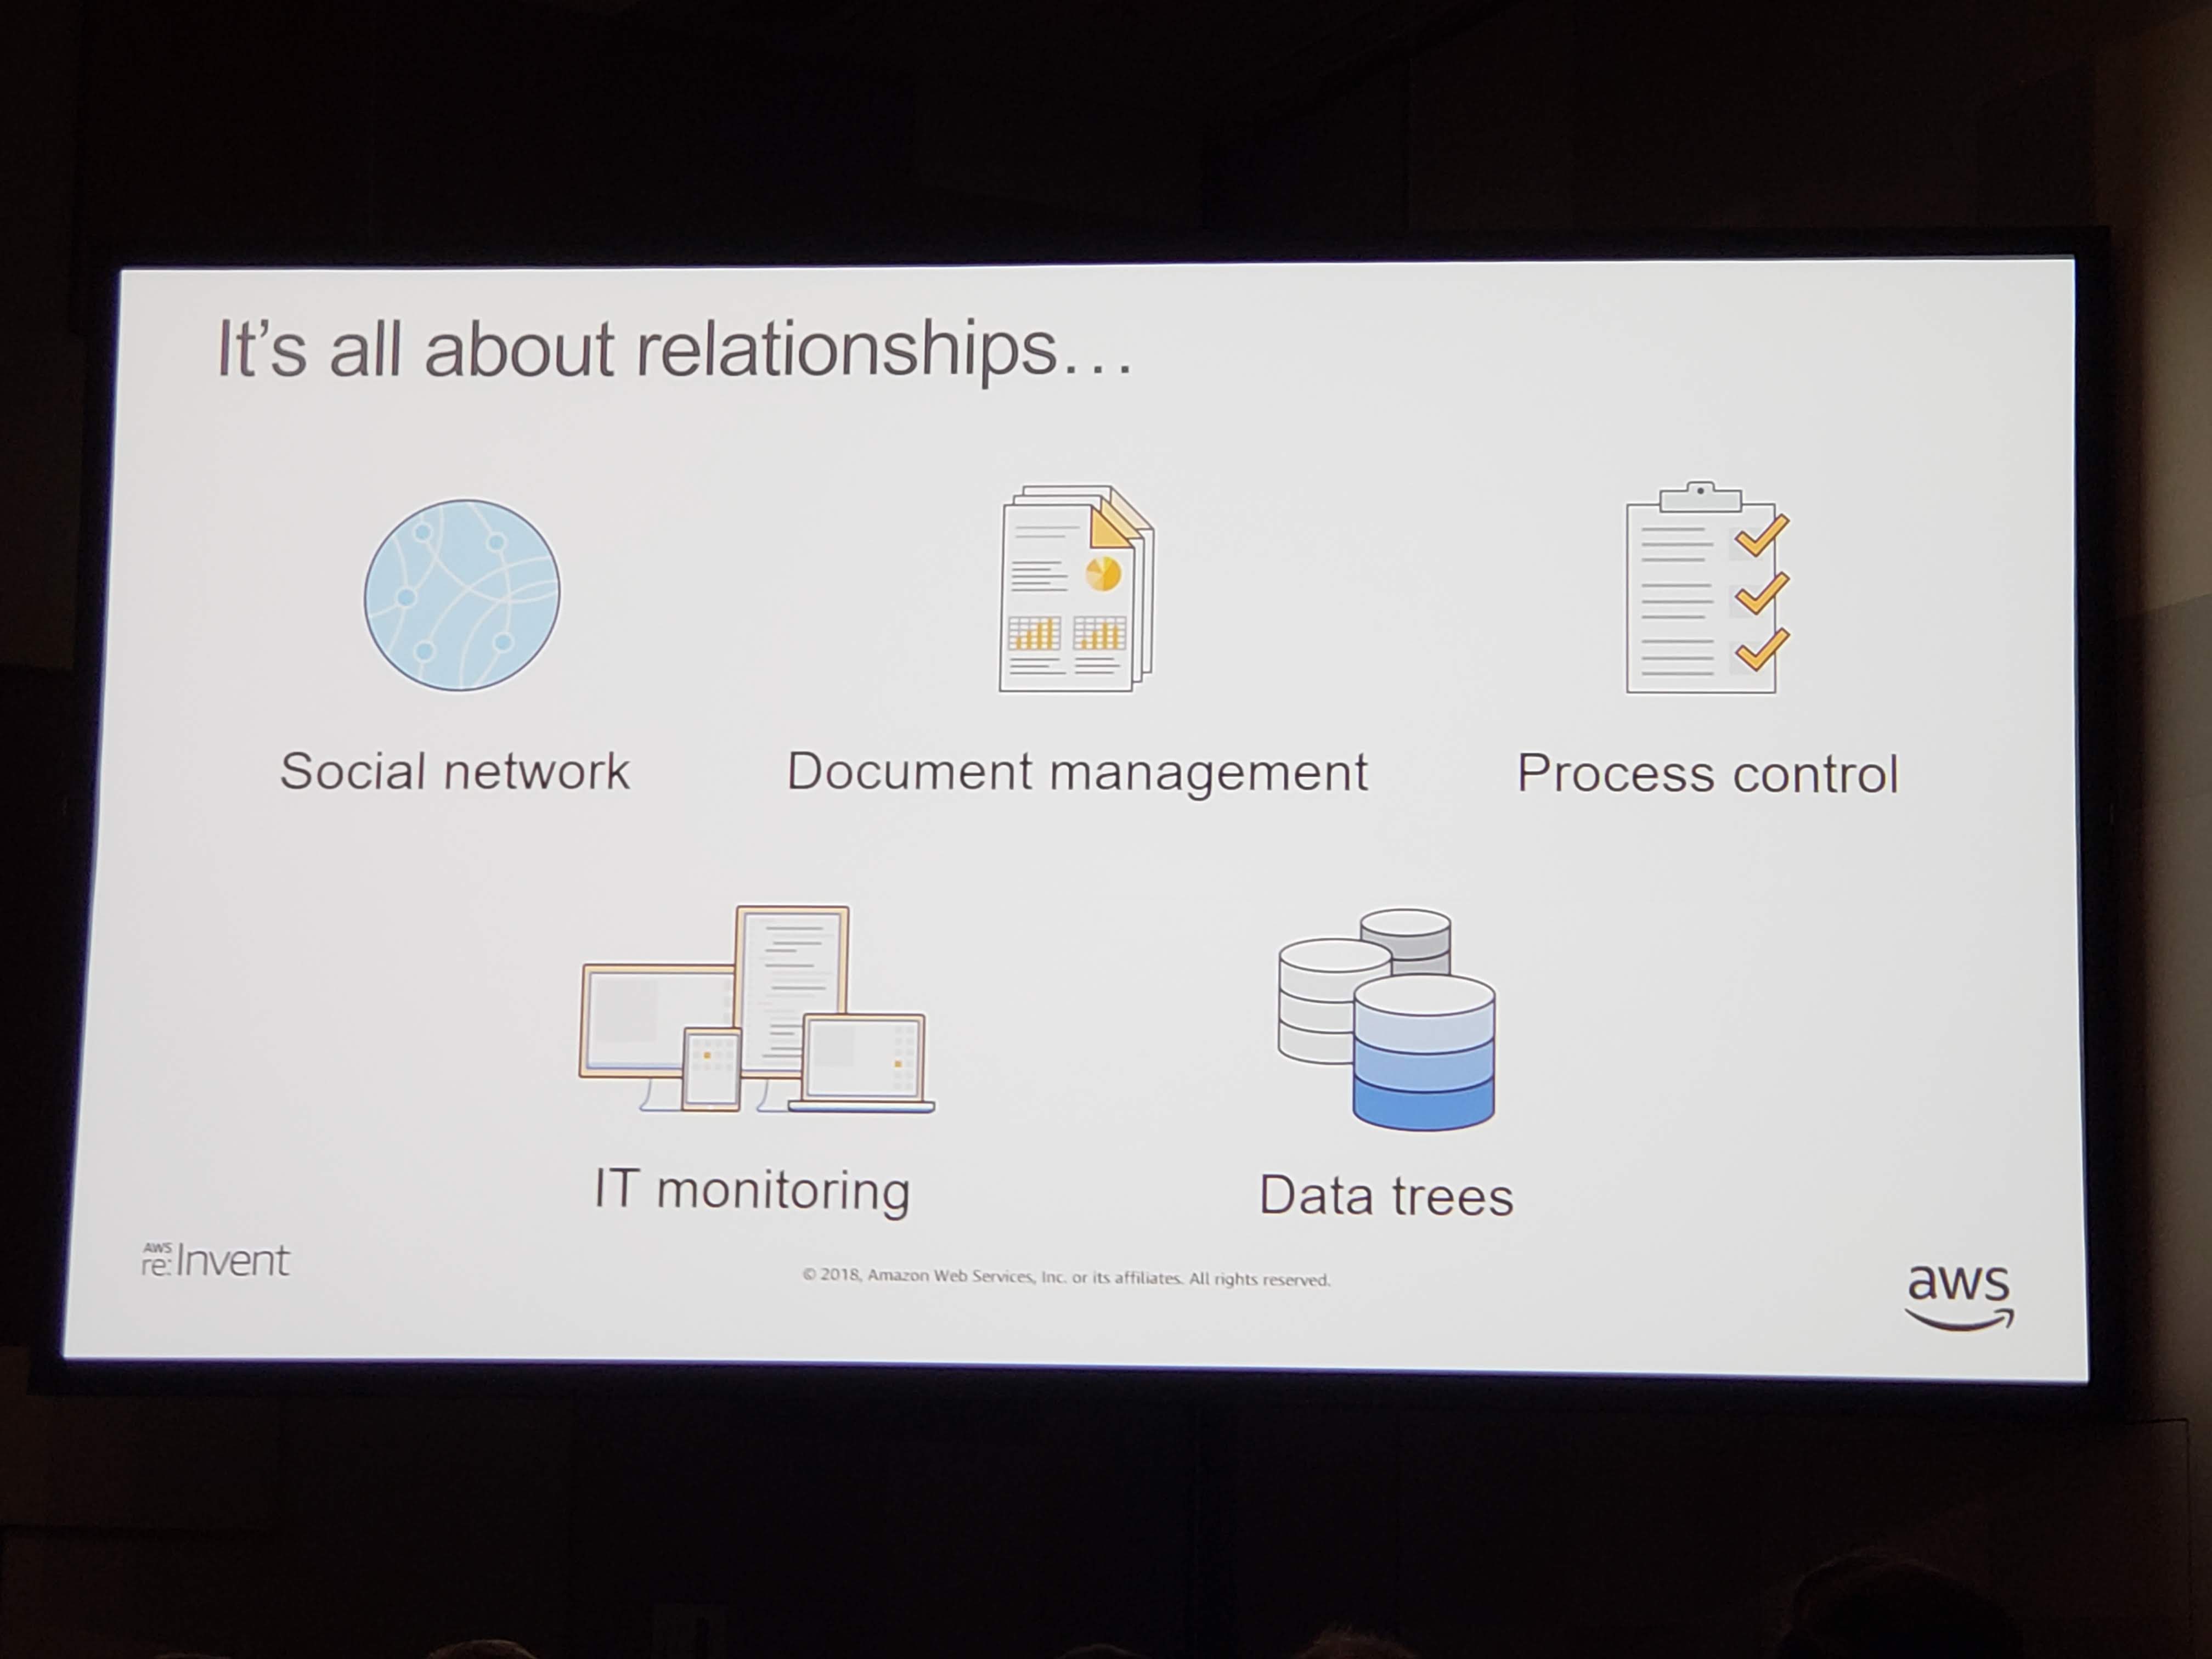 It's all about relationships...
Social network
Document management
Process control
IT monitoring
Data trees
AWS
re:Invent
© 2018, Amazon Web Services, Inc. or its affiliates. All rights reserved.
aws